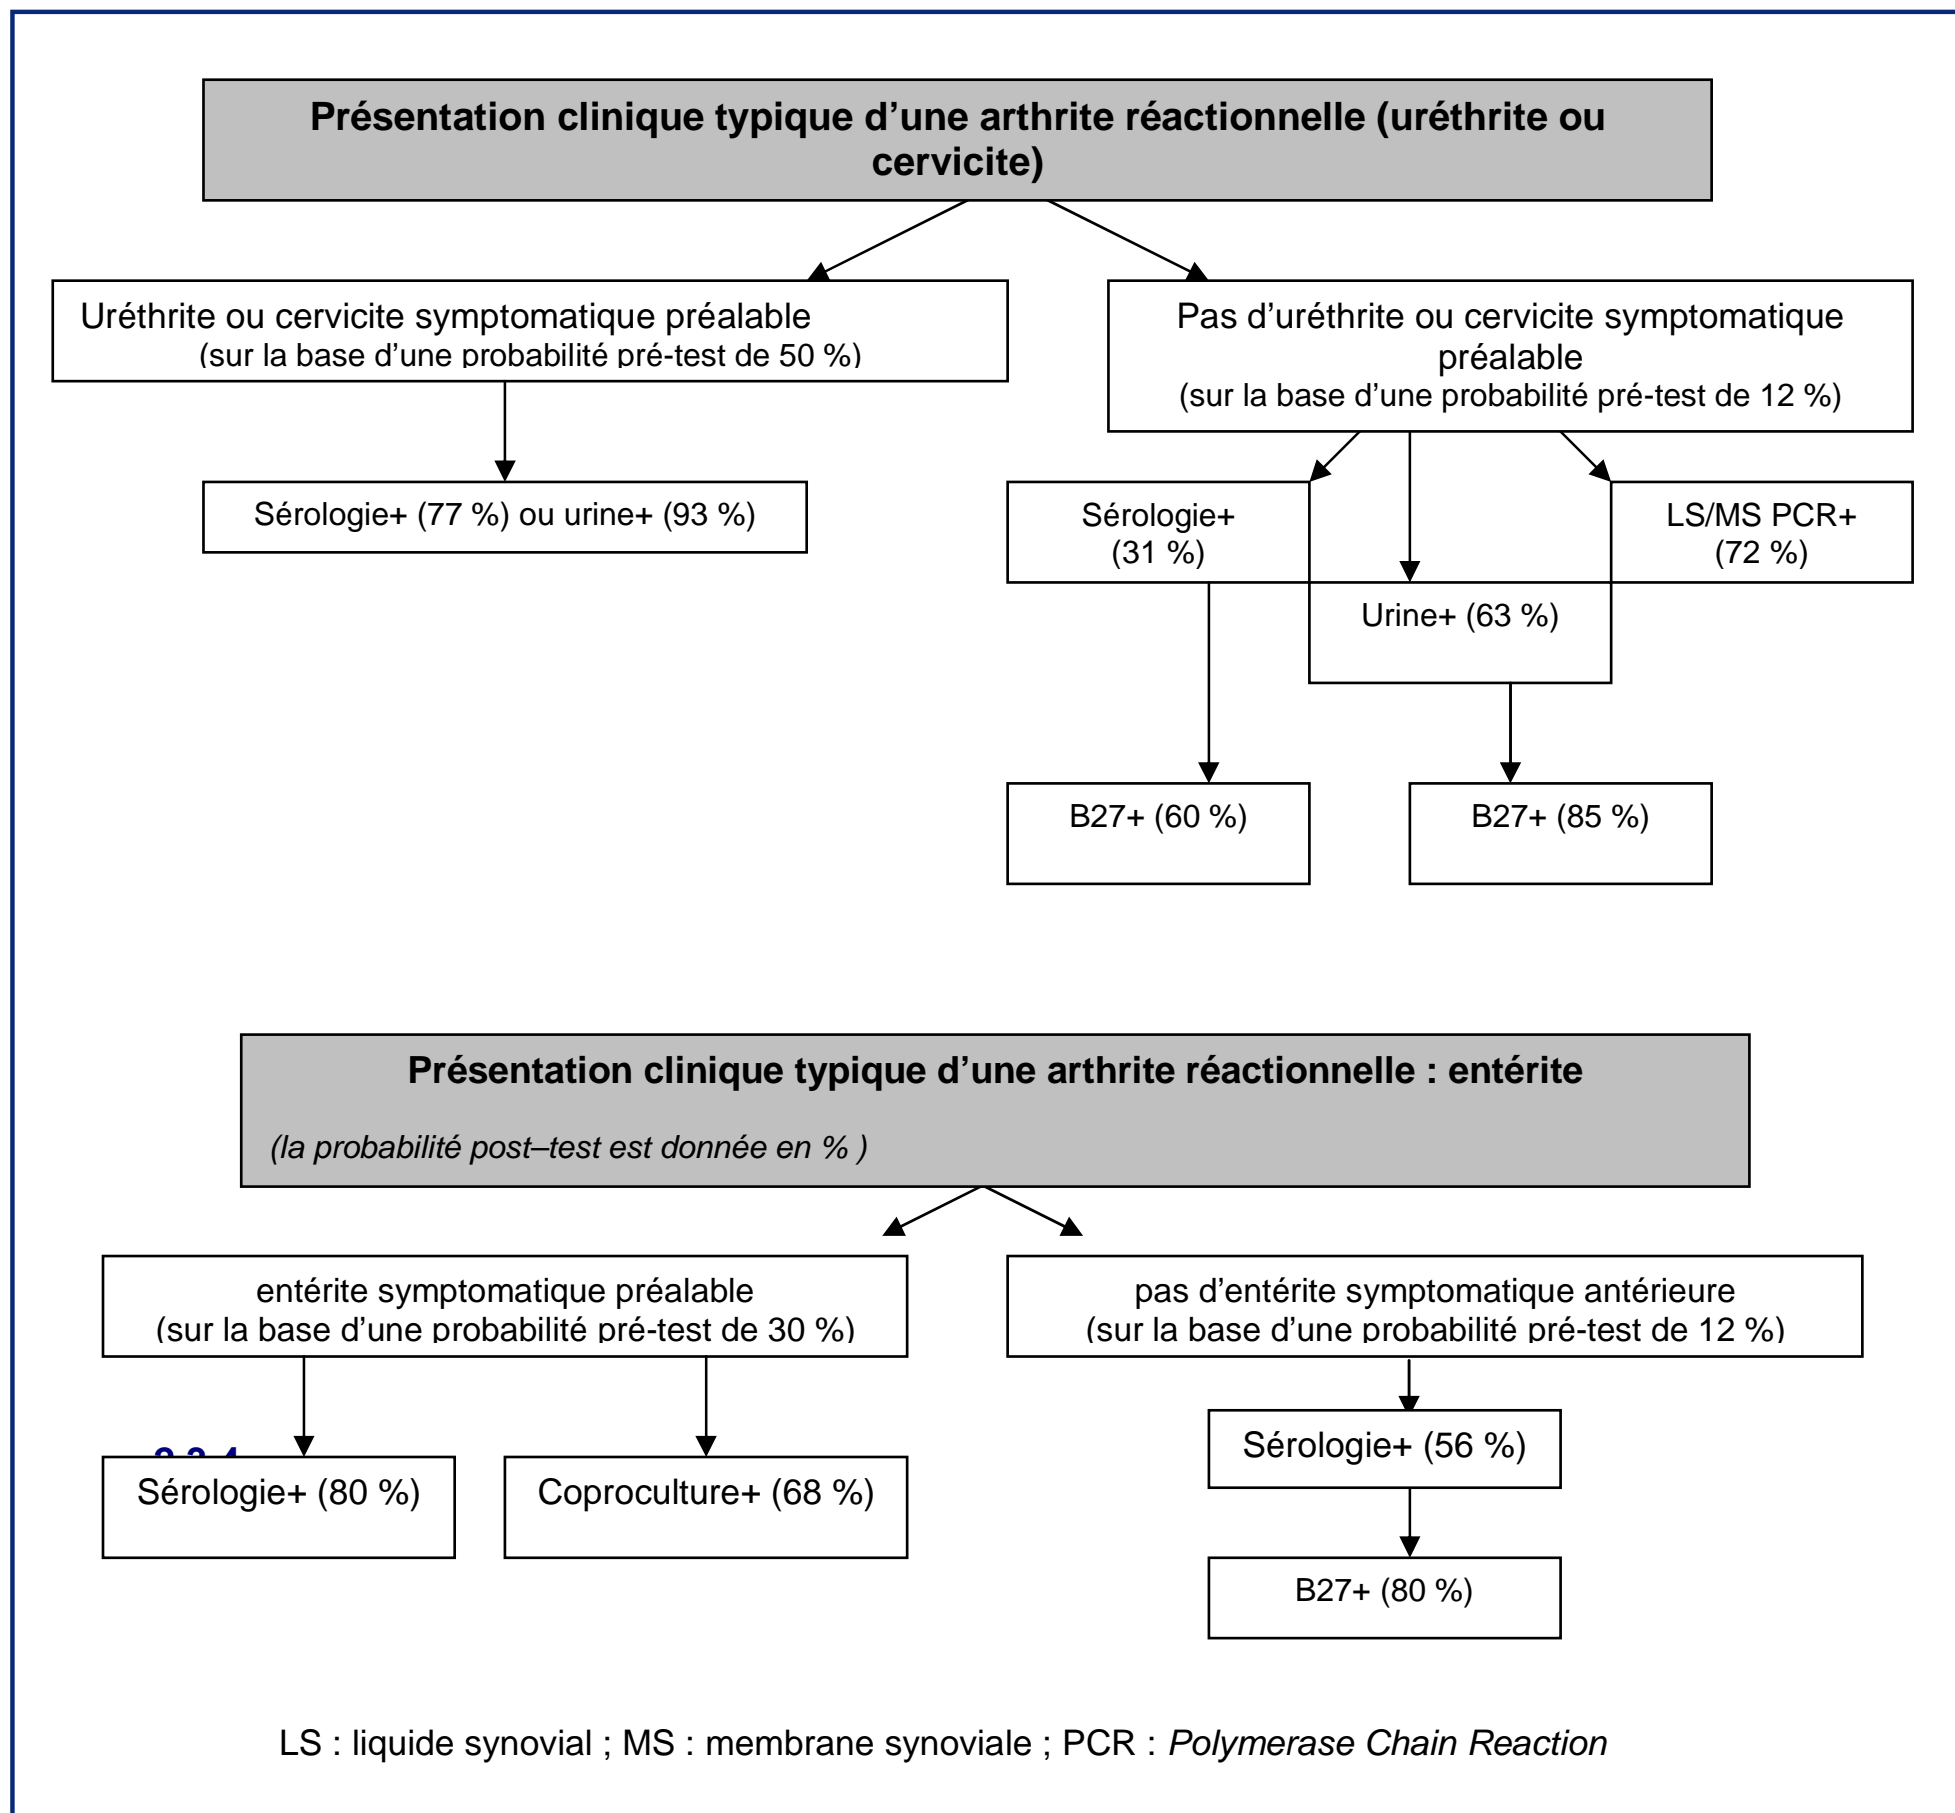 Présentation clinique typique d’une arthrite réactionnelle (uréthrite ou
cervicite)
Uréthrite ou cervicite symptomatique préalable
(sur la base d’une probabilité pré-test de 50 %)
Pas d’uréthrite ou cervicite symptomatique
préalable
(sur la base d’une probabilité pré-test de 12 %)
Sérologie+ (77 %) ou urine+ (93 %)
Sérologie+
(31 %)
LS/MS PCR+
(72 %)
Urine+ (63 %)
B27+ (60 %)
B27+ (85 %)
Présentation clinique typique d’une arthrite réactionnelle : entérite
(la probabilité post–test est donnée en % )
entérite symptomatique préalable
(sur la base d’une probabilité pré-test de 30 %)
pas d’entérite symptomatique antérieure
(sur la base d’une probabilité pré-test de 12 %)
Sérologie+ (80 %)
Coproculture+ (68 %)
Sérologie+ (56 %)
B27+ (80 %)
LS : liquide synovial ; MS : membrane synoviale ; PCR : Polymerase Chain Reaction